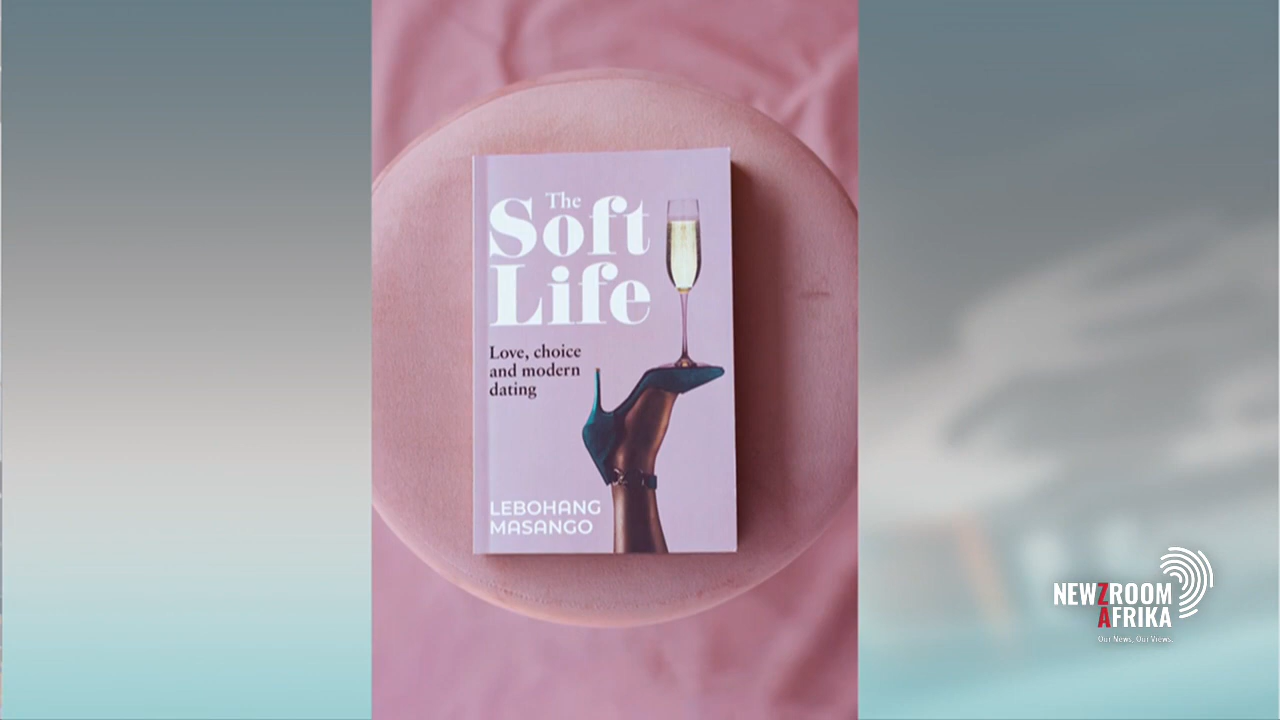 The
Soft
Life
Love, choice
and modern
dating
LEBOHANG
MASANGO
NEWZROOM
AFRIKA
Our News. Our Views.